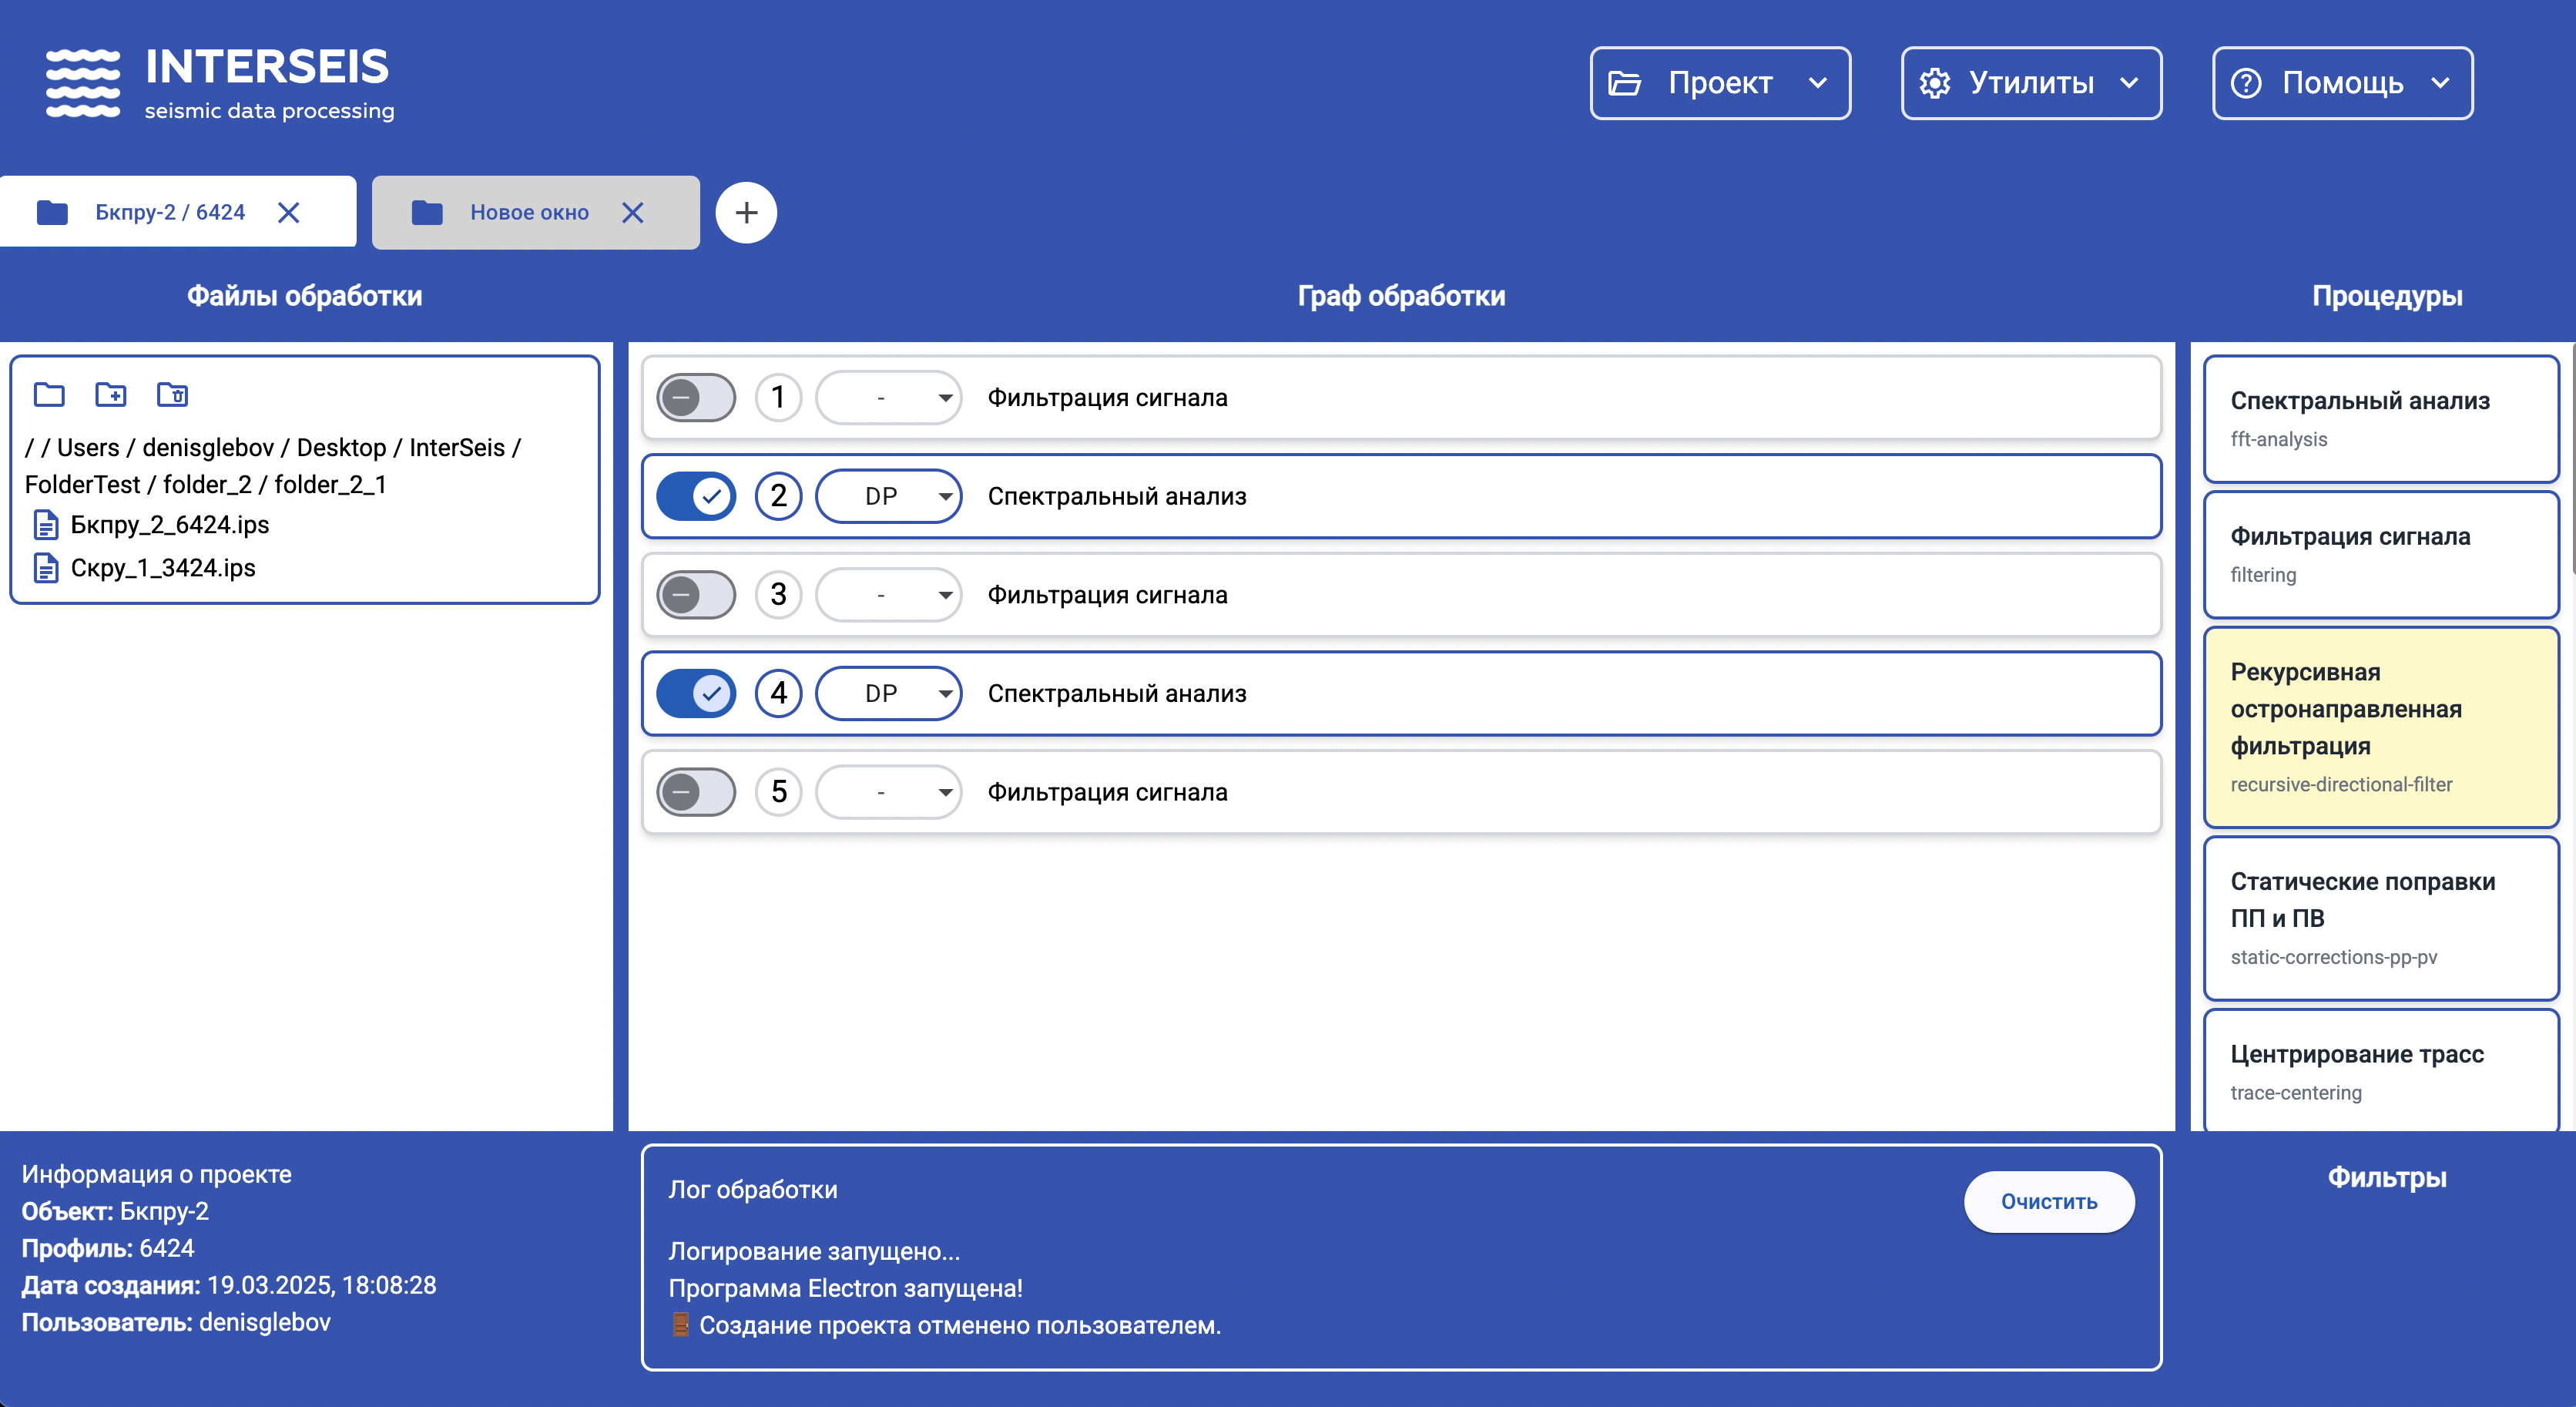 INTERSEIS
seismic data processing
Проект
Утилиты
Помощь
Бкпру-2 / 6424
Новое окно
Файлы обработки
Граф обработки
Процедуры
/ / Users / denisglebov / Desktop / InterSeis /
FolderTest / folder_2 / folder_2_1
Бкпру_2_6424.ips
Скру_1_3424.ips
1 - Фильтрация сигнала
2 DP Спектральный анализ
3 - Фильтрация сигнала
4 DP Спектральный анализ
5 - Фильтрация сигнала
Спектральный анализ
fft-analysis
Фильтрация сигнала
filtering
Рекурсивная
остронаправленная
фильтрация
recursive-directional-filter
Статические поправки
ПП и ПВ
static-corrections-pp-pv
Центрирование трасс
trace-centering
Информация о проекте
Объект: Бкпру-2
Профиль: 6424
Дата создания: 19.03.2025, 18:08:28
Пользователь: denisglebov
Лог обработки
Очистить
Логирование запущено...
Программа Electron запущена!
🚪 Создание проекта отменено пользователем.
Фильтры